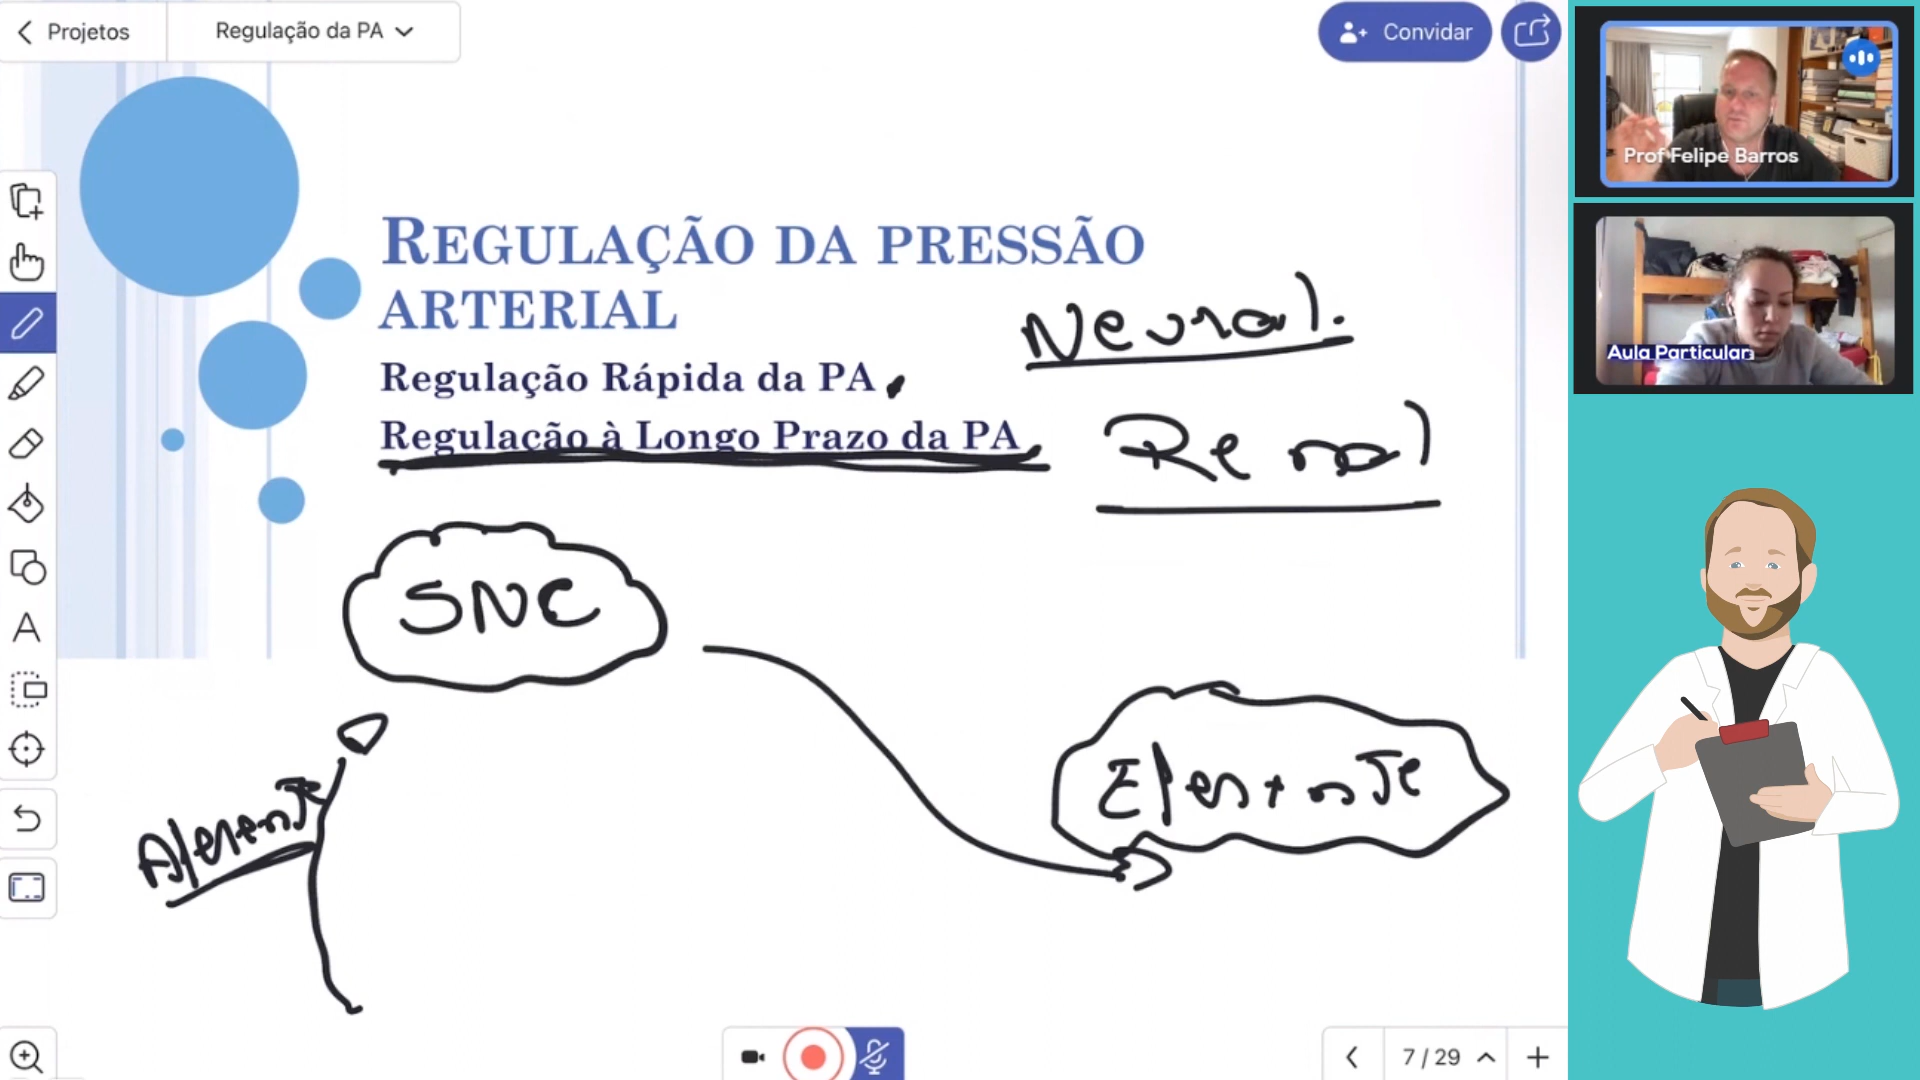 Projetos
Regulação da PA
Convidar
REGULAÇÃO DA PRESSÃO
ARTERIAL
Neural.
Regulação Rápida da PA
Regulação à Longo Prazo da PA
Renal
SNC
Aferente
7 / 29
Prof Felipe Barros
Aula Particular